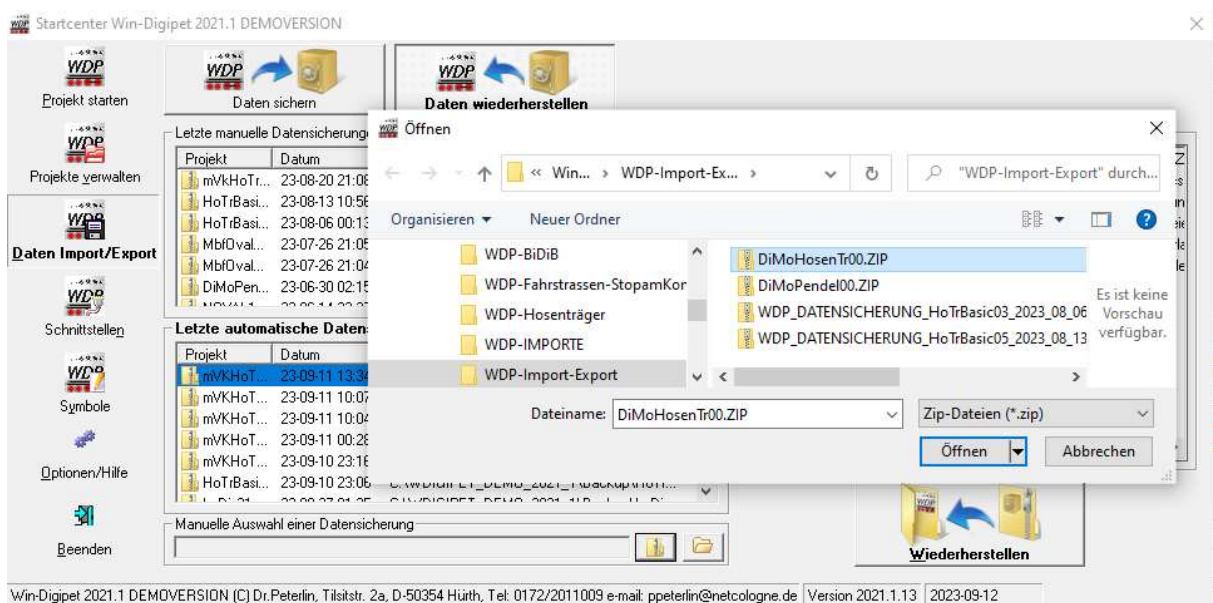 Startcenter Win-Digipet 2021.1 DEMOVERSION
WDP
Projekt starten
WDP
Projekte verwalten
WDP
Daten Import/Export
WDP
Schnittstellen
WDP
Symbole
Optionen/Hilfe
Beenden
WDP
Daten sichern
WDP
Daten wiederherstellen
Letzte manuelle Datensicherung
Projekt Datum
mVkHoTr... 23-08-20 21:08
HoTrBasi... 23-08-13 10:56
HoTrBasi... 23-08-06 00:13
MbfOval... 23-07-26 21:05
MbfOval... 23-07-26 21:04
DiMoPen... 23-06-30 02:15
Letzte automatische Daten
Projekt Datum
mVKHoT... 23-09-11 13:34
mVKHoT... 23-09-11 10:07
mVKHoT... 23-09-11 10:04
mVKHoT... 23-09-11 00:28
mVKHoT... 23-09-10 23:16
HoTrBasi... 23-09-10 23:06
Manuelle Auswahl einer Datensicherung
Öffnen
« Win... › WDP-Import-Ex... ›
"WDP-Import-Export" durch...
Organisieren Neuer Ordner
WDP-BiDiB
WDP-Fahrstrassen-StopamKor
WDP-Hosenträger
WDP-IMPORTE
WDP-Import-Export
DiMoHosenTr00.ZIP
DiMoPendel00.ZIP
WDP_DATENSICHERUNG_HoTrBasic03_2023_08_06
WDP_DATENSICHERUNG_HoTrBasic05_2023_08_13
Es ist keine
Vorschau
verfügbar.
Dateiname: DiMoHosenTr00.ZIP
Zip-Dateien (*.zip)
Öffnen
Abbrechen
Wiederherstellen
Win-Digipet 2021.1 DEMOVERSION (C) Dr.Peterlin, Tilsitstr. 2a, D-50354 Hürth, Tel: 0172/2011009 e-mail: ppeterlin@netcologne.de Version 2021.1.13 2023-09-12